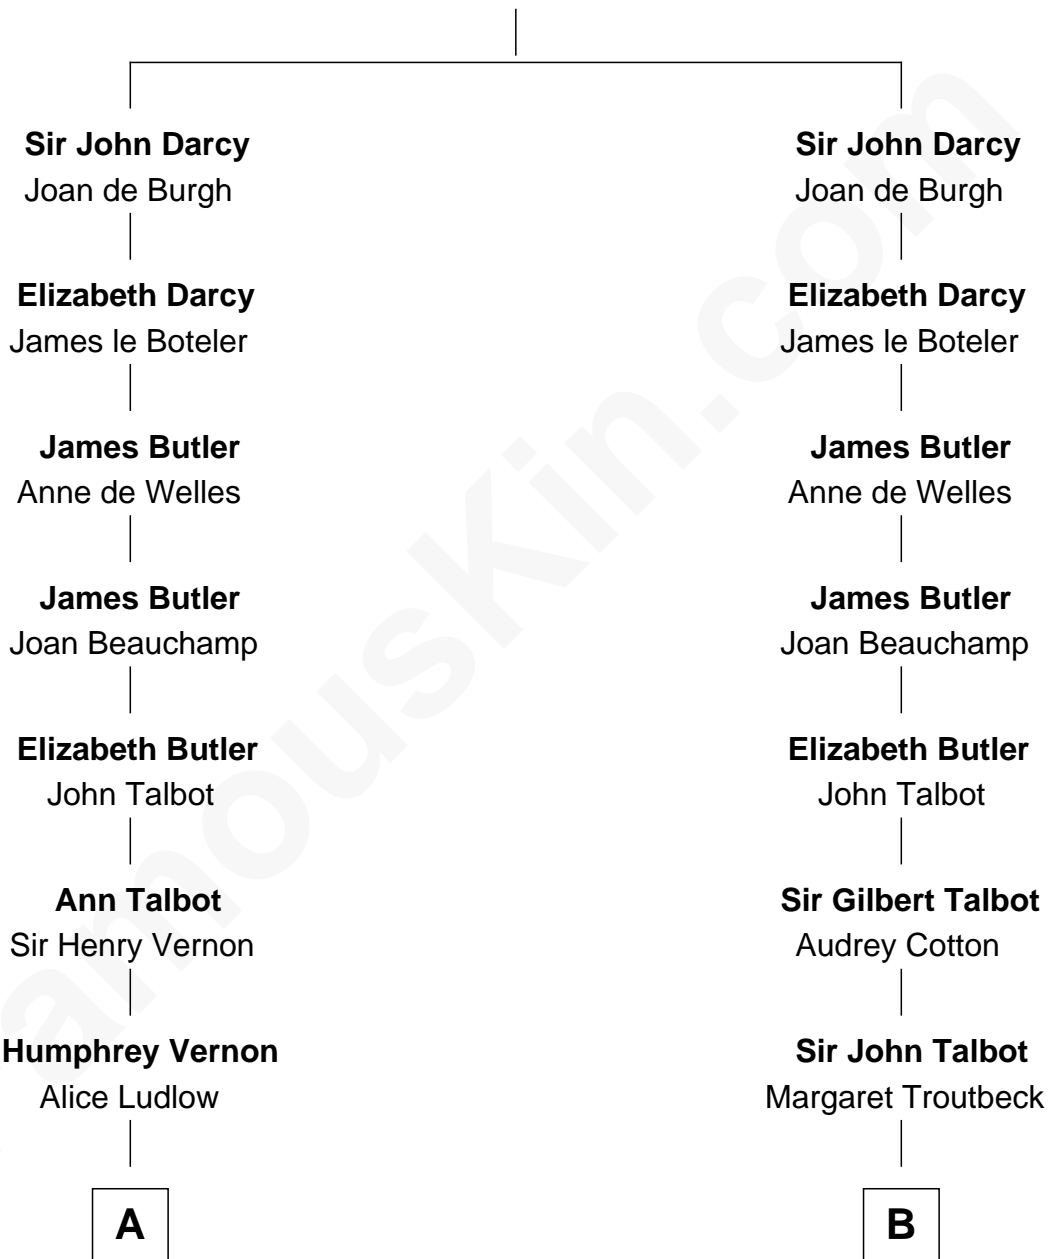 Sir John Darcy
Joan de Burgh
Elizabeth Darcy
James le Boteler
James Butler
Anne de Welles
James Butler
Joan Beauchamp
Elizabeth Butler
John Talbot
Ann Talbot
Sir Henry Vernon
Humphrey Vernon
Alice Ludlow
A
Sir John Darcy
Joan de Burgh
Elizabeth Darcy
James le Boteler
James Butler
Anne de Welles
James Butler
Joan Beauchamp
Elizabeth Butler
John Talbot
Sir Gilbert Talbot
Audrey Cotton
Sir John Talbot
Margaret Troutbeck
B
amousKin.com